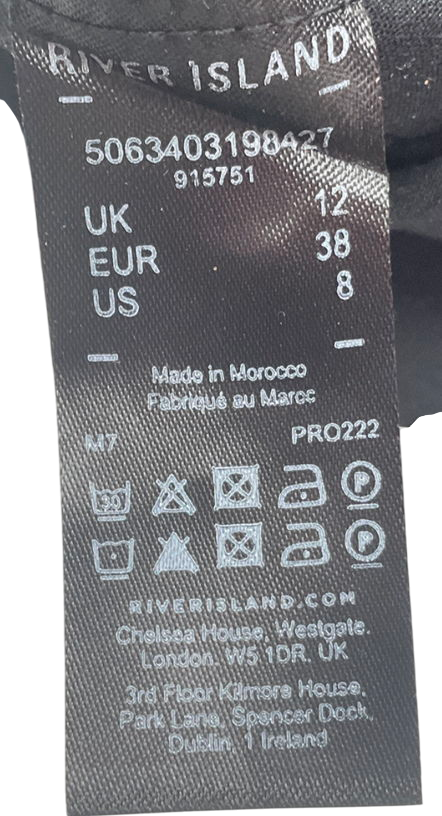 RIVER ISLAND
5063403198427
915751
UK 12
EUR 38
US 8
Made in Morocco
Fabriqué au Maroc
M7 PRO222
30 P
P
RIVERISLAND.COM
Chelsea House, Westgate.
London. W5 1DR. UK
3rd Floor Kilmore House.
Park Lane, Spencer Dock,
Dublin, 1 Ireland